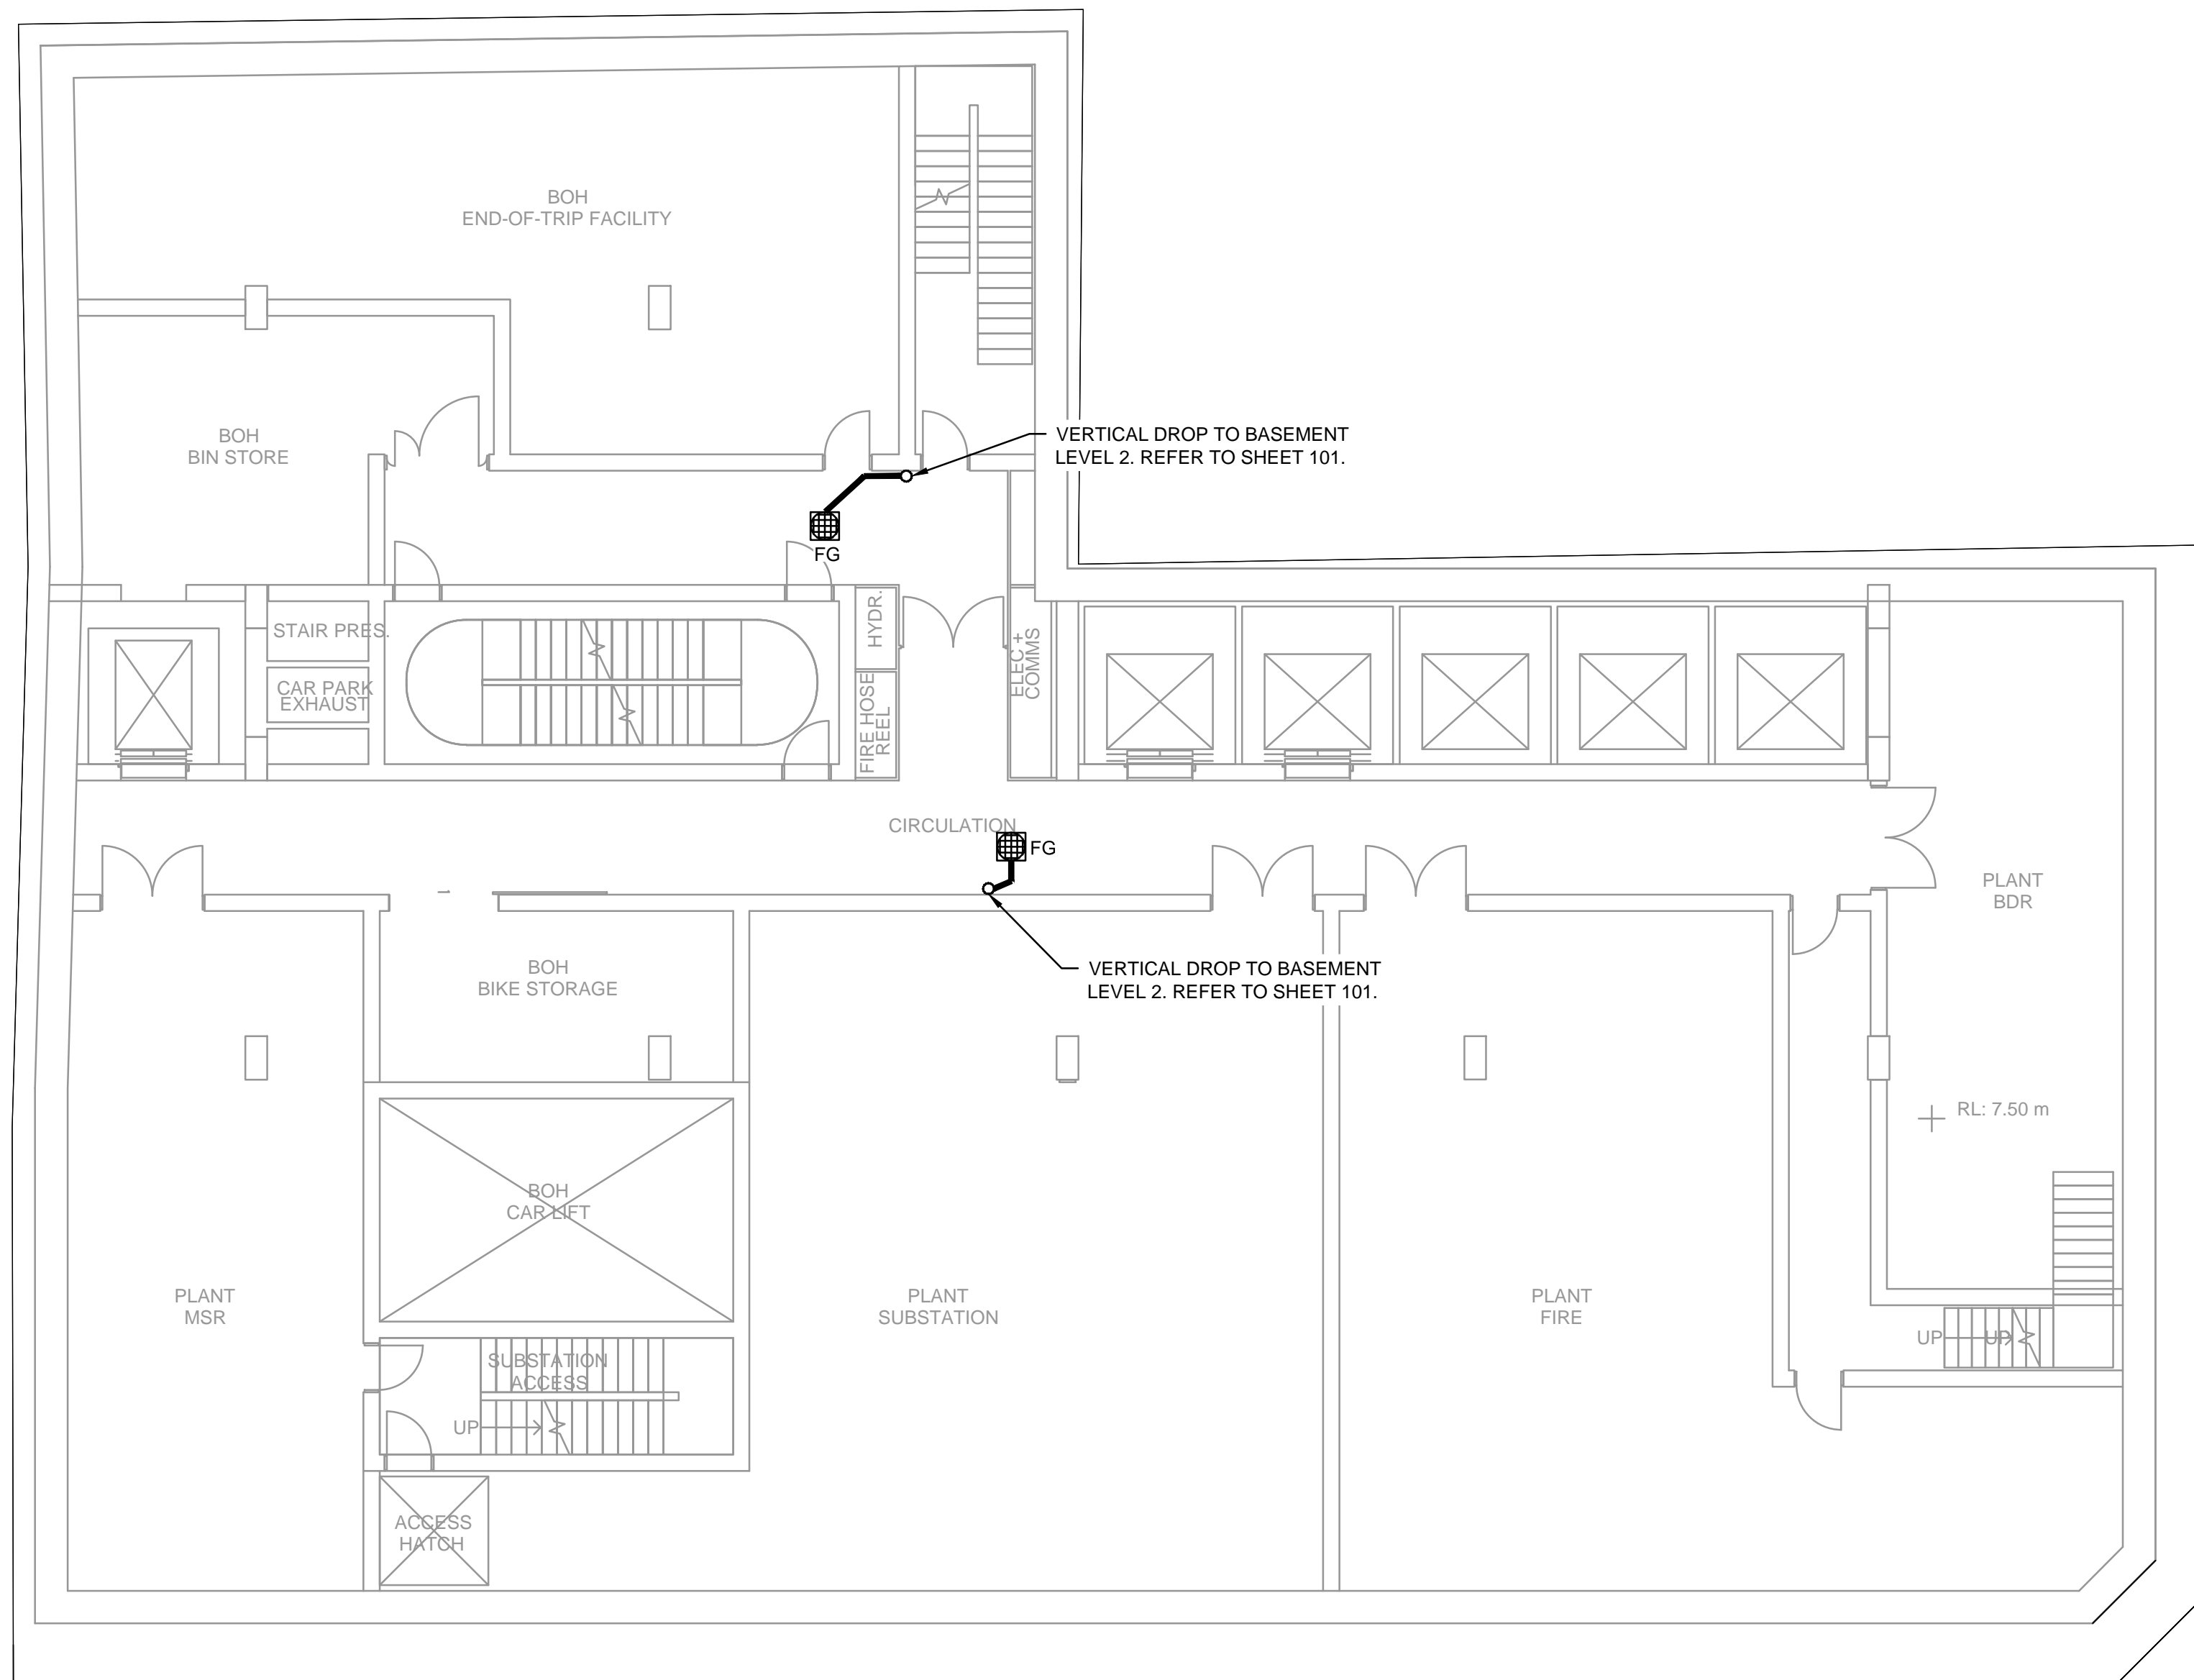 BOH
END-OF-TRIP FACILITY
BOH
BIN STORE
VERTICAL DROP TO BASEMENT
LEVEL 2. REFER TO SHEET 101.
FG
STAIR PRES.
CAR PARK
EXHAUST
HYDR.
FIRE HOSE
REEL
ELEC +
COMMS
CIRCULATION
FG
PLANT
BDR
BOH
BIKE STORAGE
VERTICAL DROP TO BASEMENT
LEVEL 2. REFER TO SHEET 101.
RL: 7.50 m
BOH
CAR LIFT
PLANT
MSR
PLANT
SUBSTATION
PLANT
FIRE
UP
UP
SUBSTATION
ACCESS
UP
ACCESS
HATCH